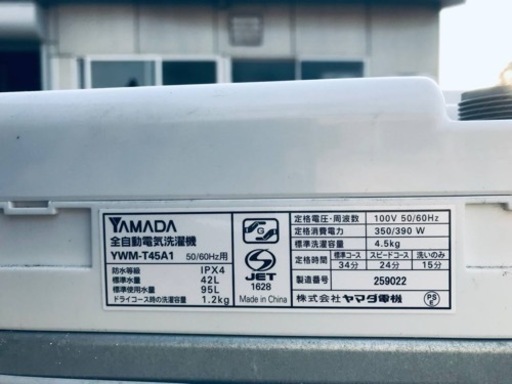 YAMADA
全自動電気洗濯機
YWM-T45A1 50/60Hz用
防水等級 IPX4
標準水量 42L
標準使用水量 95L
ドライコース時の洗濯容量 1.2kg
G
S
JET
1628
Made in China
定格電圧・周波数 100V 50/60Hz
定格消費電力 350/390 W
標準洗濯容量 4.5kg
定格時間 標準コース スピードコース 洗いのみ
34分 24分 15分
製造番号 259022
株式会社 ヤマダ電機
PS
E